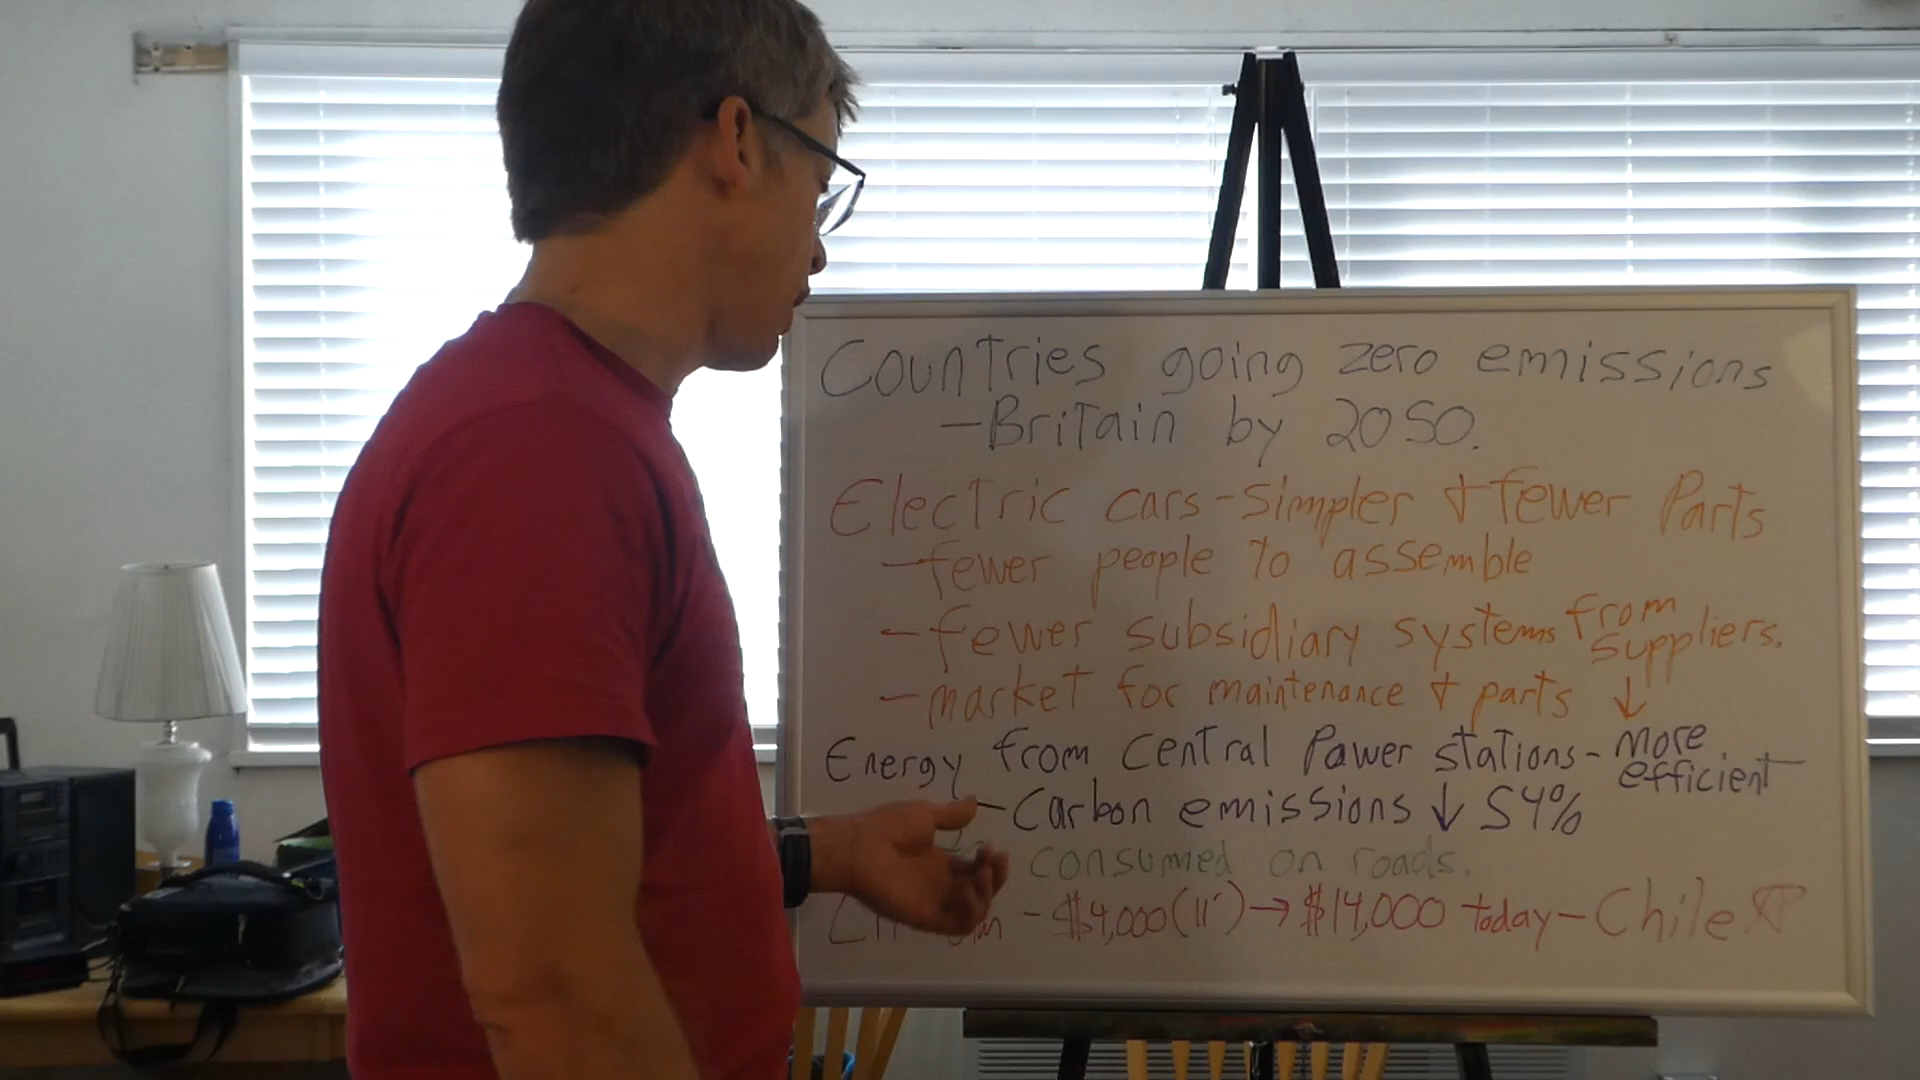 Countries going zero emissions
- Britain by 2050.
Electric cars - simpler & fewer Parts
- fewer people to assemble
- fewer subsidiary systems from suppliers.
- market for maintenance & parts ↓
Energy from Central Power stations - more efficient
- Carbon emissions ↓ 54%
consumed on roads.
- $4,000 (11') → $14,000 today - Chile